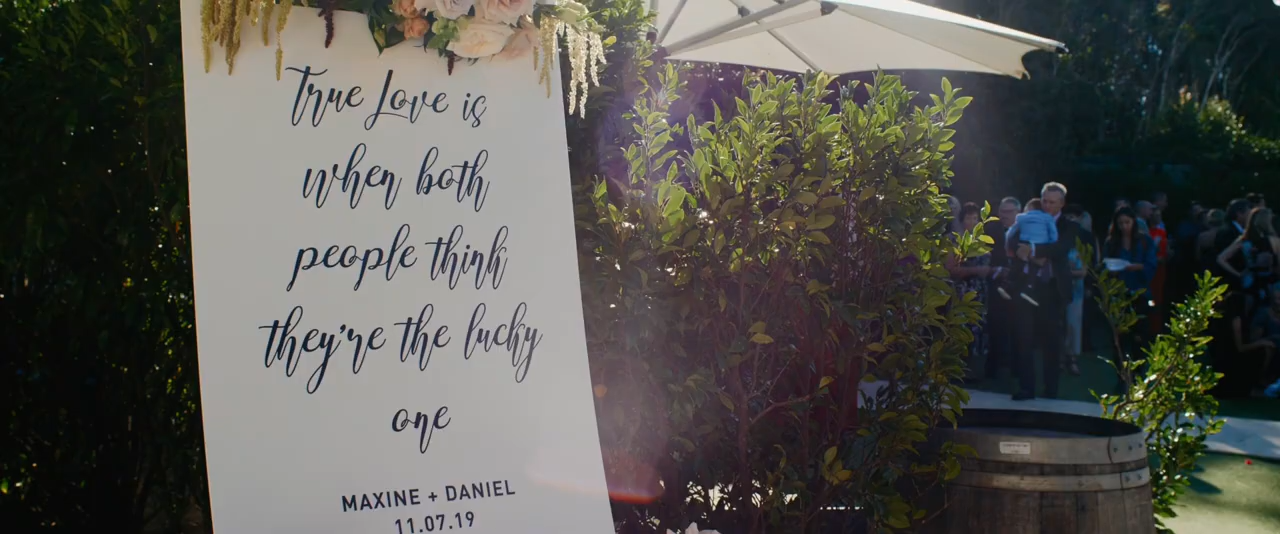 True Love is
when both
people think
they're the lucky
one
MAXINE + DANIEL
11.07.19